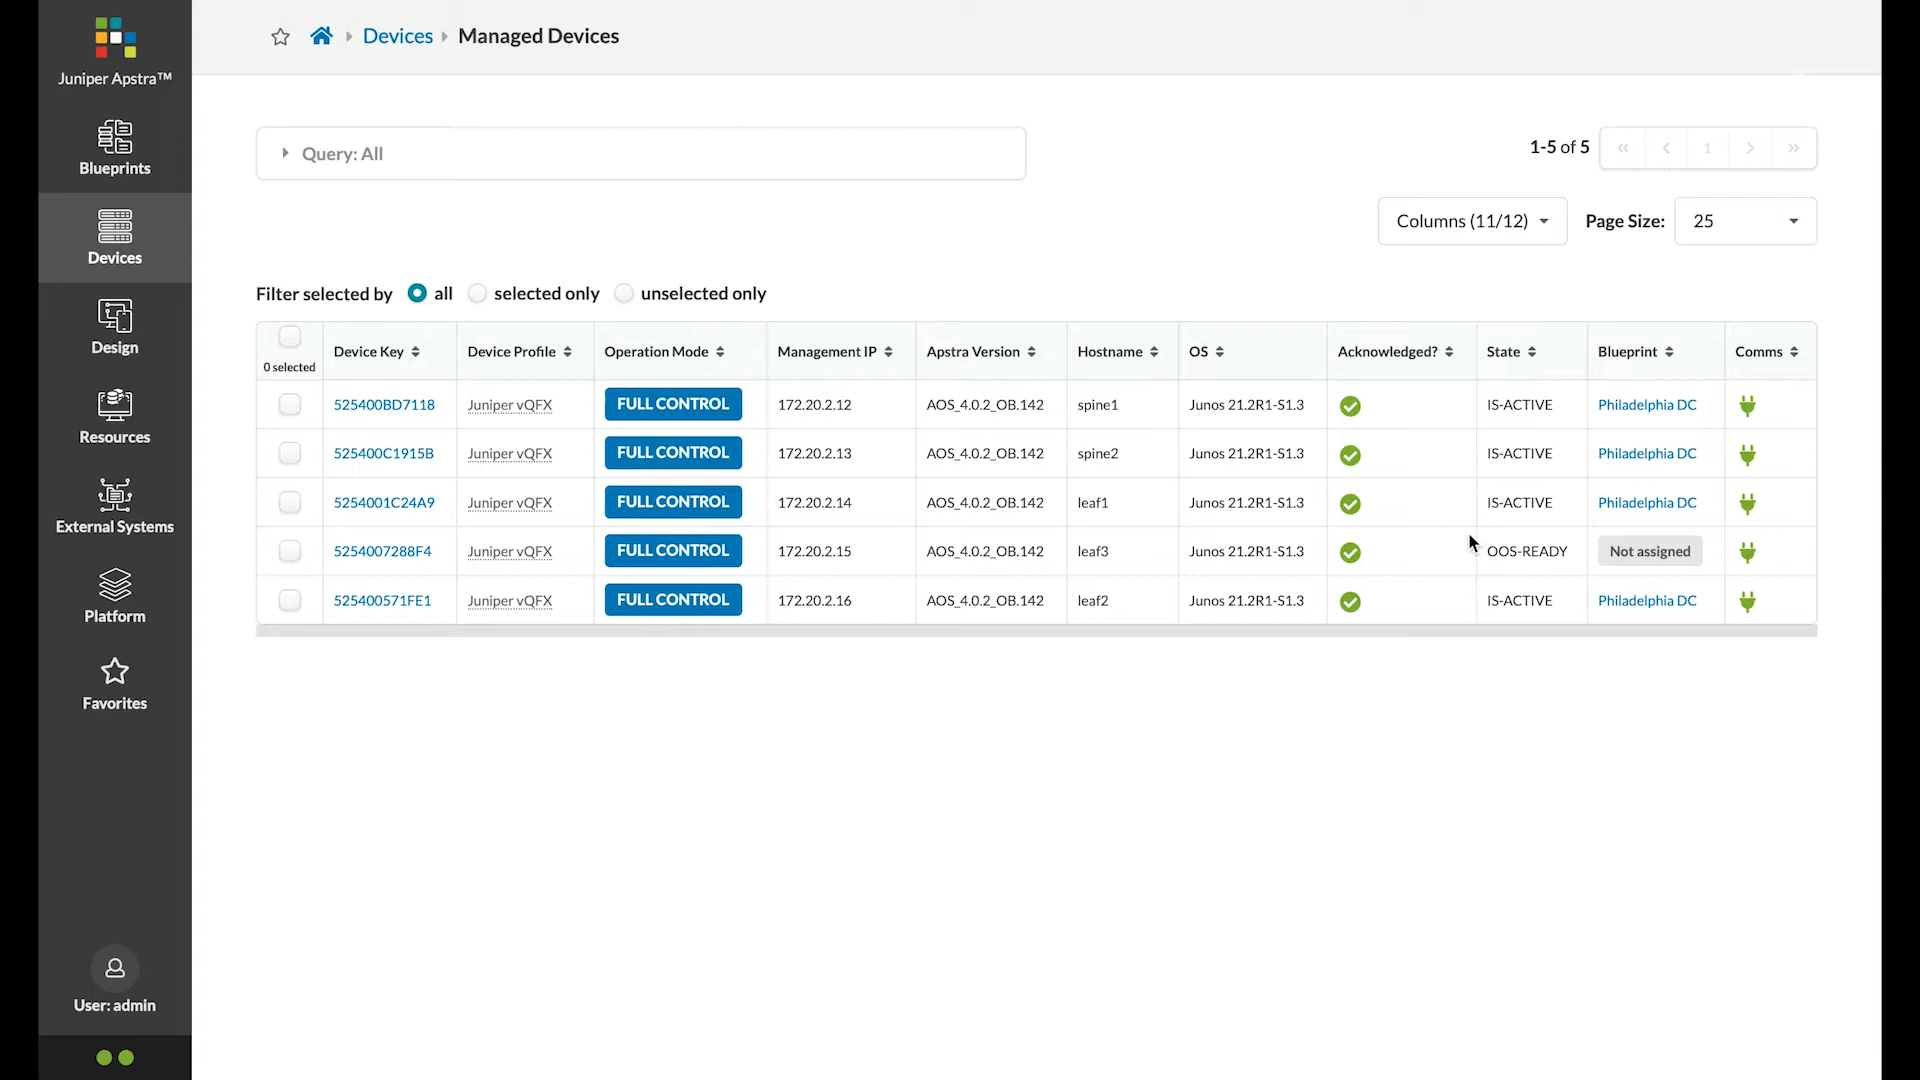 Juniper Apstra™
Blueprints
Devices
Design
Resources
External Systems
Platform
Favorites
User: admin
Devices Managed Devices
Query: All
1-5 of 5 « < 1 > »
Columns (11/12) Page Size: 25
Filter selected by all selected only unselected only
0 selected Device Key Device Profile Operation Mode Management IP Apstra Version Hostname OS Acknowledged? State Blueprint Comms
525400BD7118 Juniper vQFX FULL CONTROL 172.20.2.12 AOS_4.0.2_OB.142 spine1 Junos 21.2R1-S1.3 IS-ACTIVE Philadelphia DC
525400C1915B Juniper vQFX FULL CONTROL 172.20.2.13 AOS_4.0.2_OB.142 spine2 Junos 21.2R1-S1.3 IS-ACTIVE Philadelphia DC
5254001C24A9 Juniper vQFX FULL CONTROL 172.20.2.14 AOS_4.0.2_OB.142 leaf1 Junos 21.2R1-S1.3 IS-ACTIVE Philadelphia DC
5254007288F4 Juniper vQFX FULL CONTROL 172.20.2.15 AOS_4.0.2_OB.142 leaf3 Junos 21.2R1-S1.3 OOS-READY Not assigned
525400571FE1 Juniper vQFX FULL CONTROL 172.20.2.16 AOS_4.0.2_OB.142 leaf2 Junos 21.2R1-S1.3 IS-ACTIVE Philadelphia DC